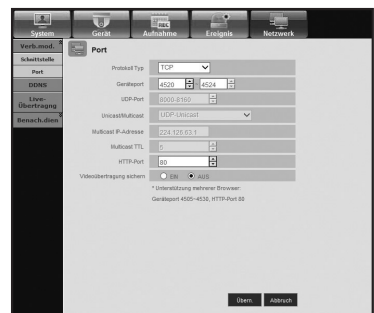 System Gerät Aufnahme Ereignis Netzwerk
Verb.mod.
Schnittstelle
Port
DDNS
Live-
Übertragng
Benach.dien
Port
Protokoll Typ TCP
Geräteport 4520 - 4524
UDP-Port 8000-8160
Unicast/Multicast UDP-Unicast
Multicast IP-Adresse 224.126.63.1
Multicast TTL 5
HTTP-Port 80
Videoübertragung sichern EIN AUS
* Unterstützung mehrerer Browser:
Geräteport 4505~4530, HTTP-Port 80
Übern. Abbruch